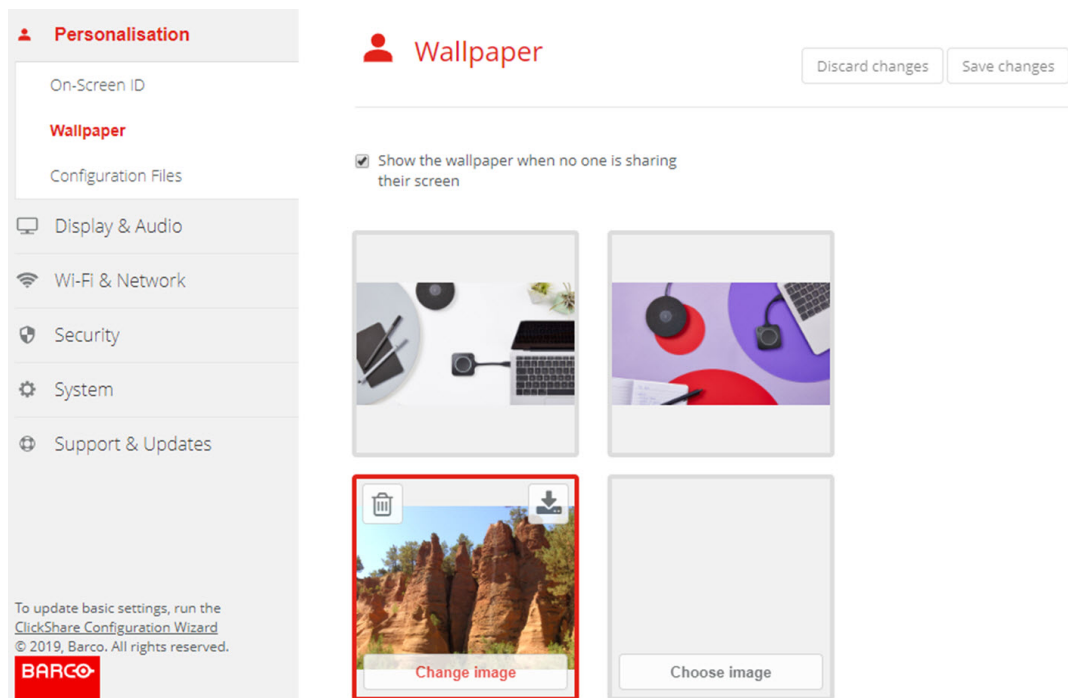 Personalisation
On-Screen ID
Wallpaper
Configuration Files
Display & Audio
Wi-Fi & Network
Security
System
Support & Updates
To update basic settings, run the
ClickShare Configuration Wizard
© 2019, Barco. All rights reserved.
BARCO
Wallpaper
Discard changes
Save changes
Show the wallpaper when no one is sharing
their screen
Change image
Choose image